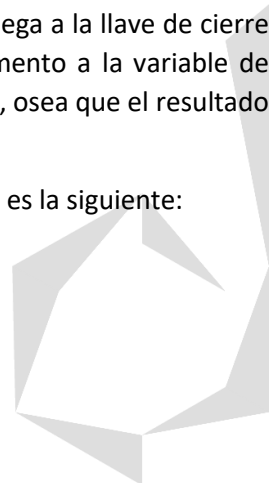 ega a la llave de cierre
mento a la variable de
, osea que el resultado
es la siguiente: